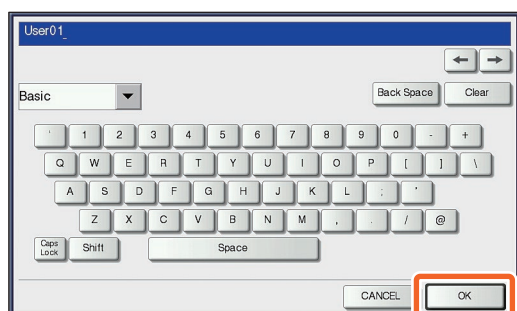 User01_
← →
Basic Back Space Clear
' 1 2 3 4 5 6 7 8 9 0 - +
Q W E R T Y U I O P [ ] \
A S D F G H J K L ; '
Z X C V B N M , . / @
Caps Lock Shift Space
CANCEL OK